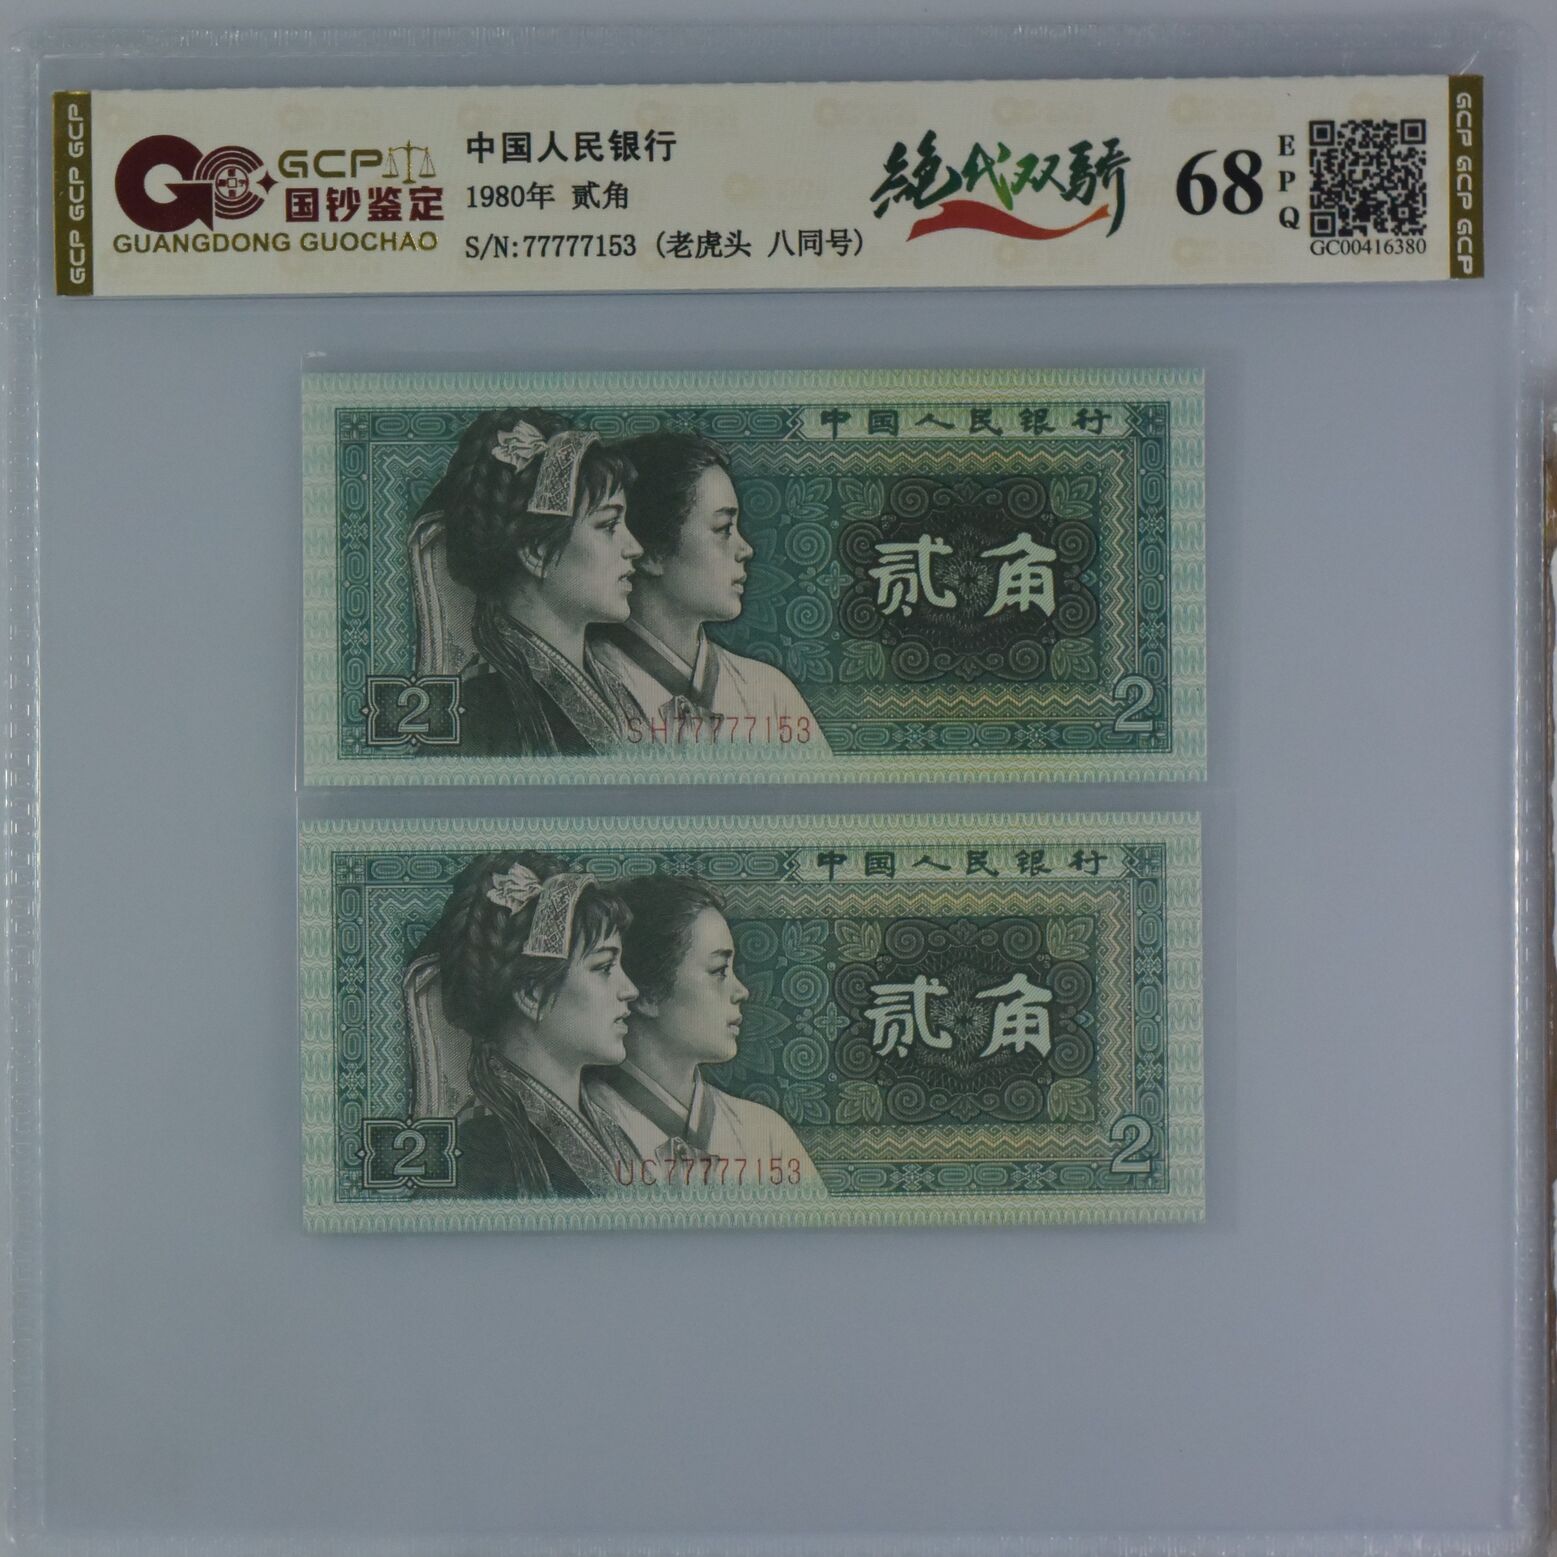 GCP GCP GCP
GCP
国钞鉴定
GUANGDONG GUOCHAO
中国人民银行
1980年 贰角
S/N:77777153 (老虎头 八同号)
絕代双骄
68
EPQ
GC00416380
GCP GCP GCP
中国人民银行
贰角
2
2
SH77777153
中国人民银行
贰角
2
2
UC77777153